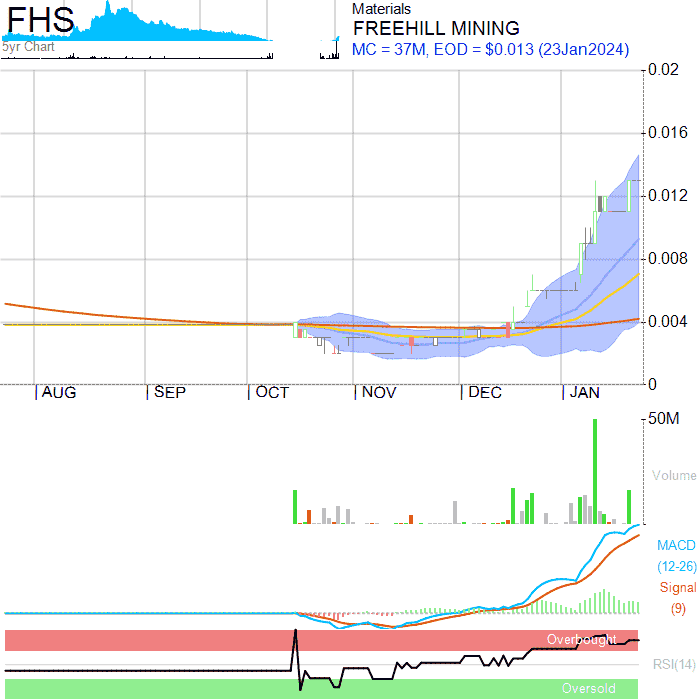 FHS
5yr Chart
Materials
FREEHILL MINING
MC = 37M, EOD = $0.013 (23Jan2024)
0.02
0.016
0.012
0.008
0.004
0
AUG SEP OCT NOV DEC JAN
50M
Volume
MACD
(12-26)
Signal
(9)
Overbought
RSI(14)
Oversold